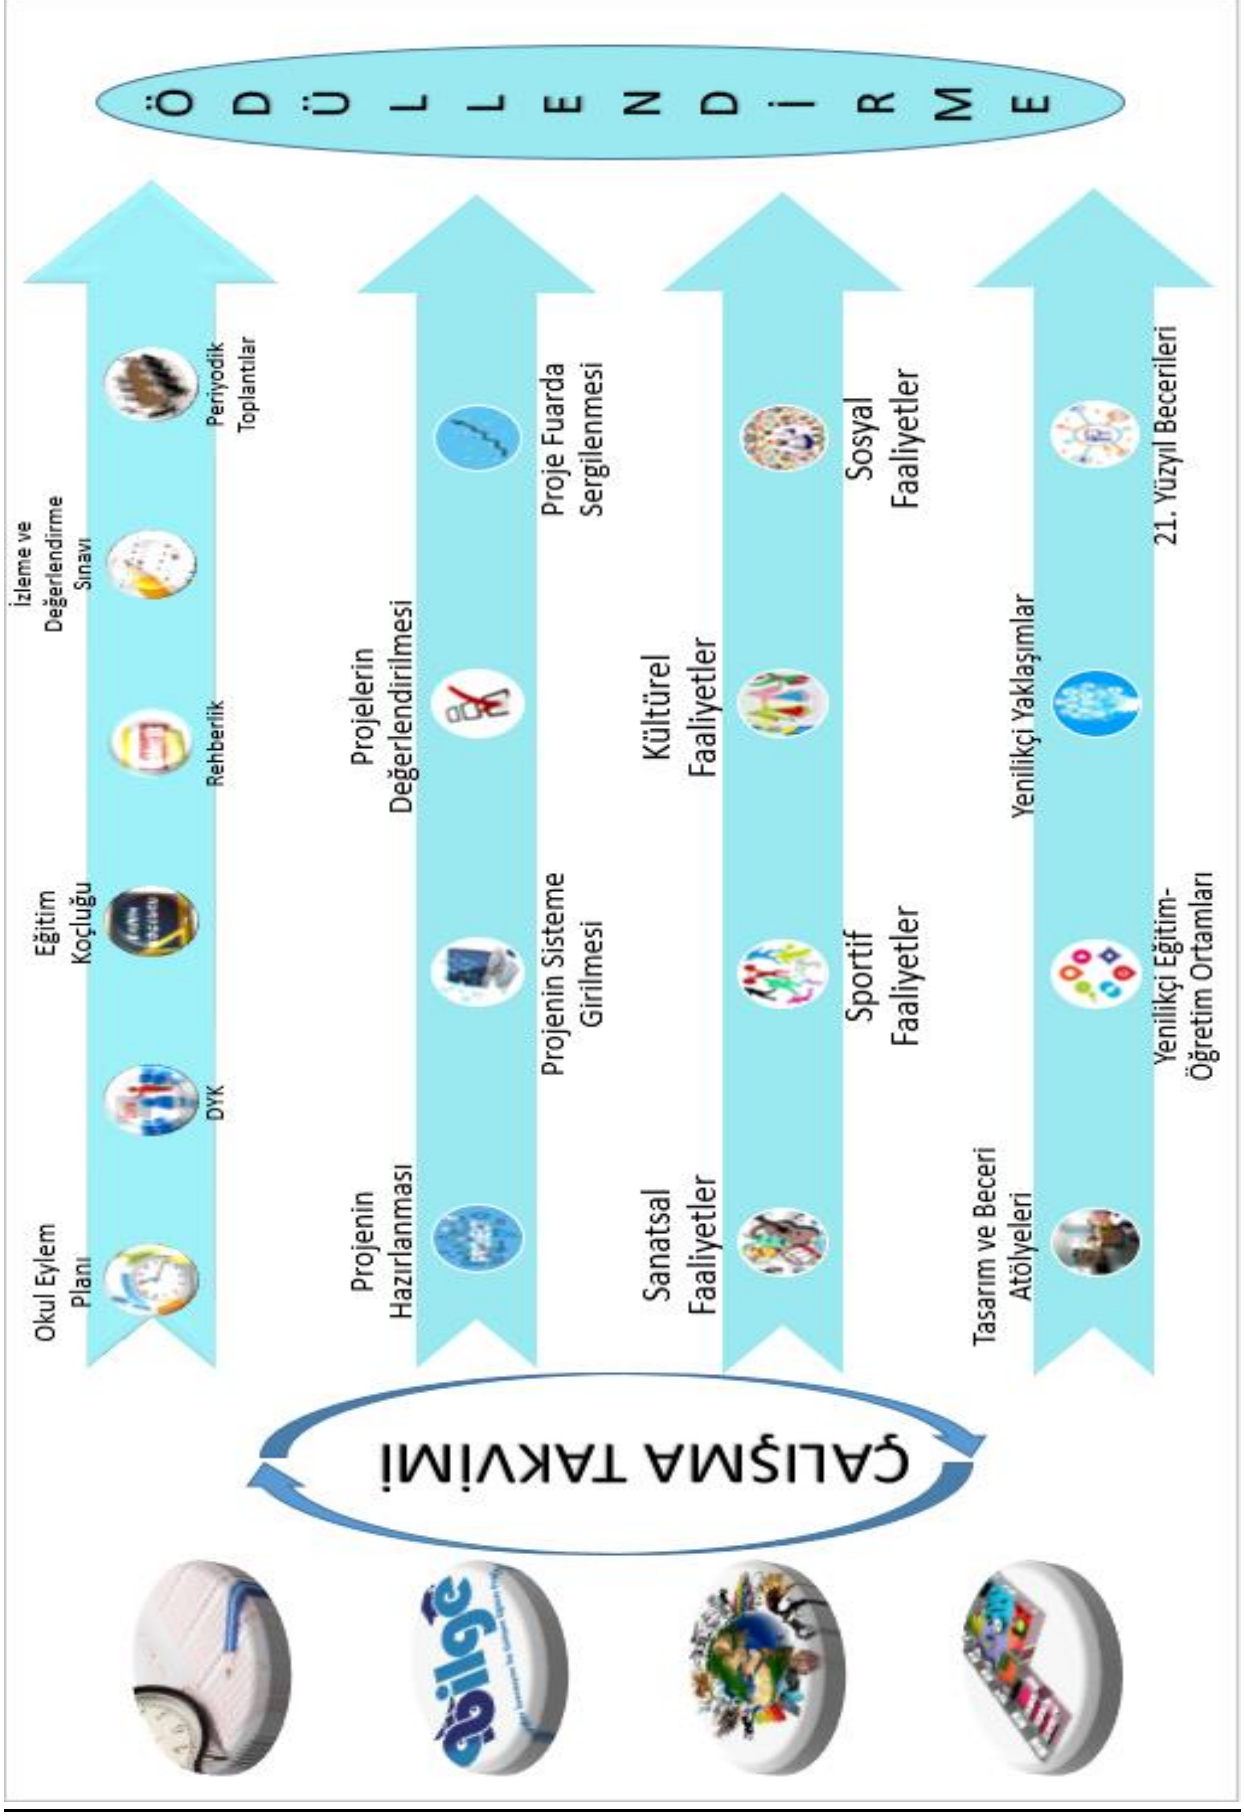 ÇALIŞMA TAKVİMİ
Okul Eylem
Planı
DYK
Eğitim
Koçluğu
Rehberlik
İzleme ve
Değerlendirme
Sınavı
Periyodik
Toplantılar
bilge
Projenin
Hazırlanması
Projenin Sisteme
Girilmesi
Projelerin
Değerlendirilmesi
Proje Fuarda
Sergilenmesi
Sanatsal
Faaliyetler
Sportif
Faaliyetler
Kültürel
Faaliyetler
Sosyal
Faaliyetler
Tasarım ve Beceri
Atölyeleri
Yenilikçi Eğitim-
Öğretim Ortamları
Yenilikçi Yaklaşımlar
21. Yüzyıl Becerileri
ÖDÜLLENDİRME